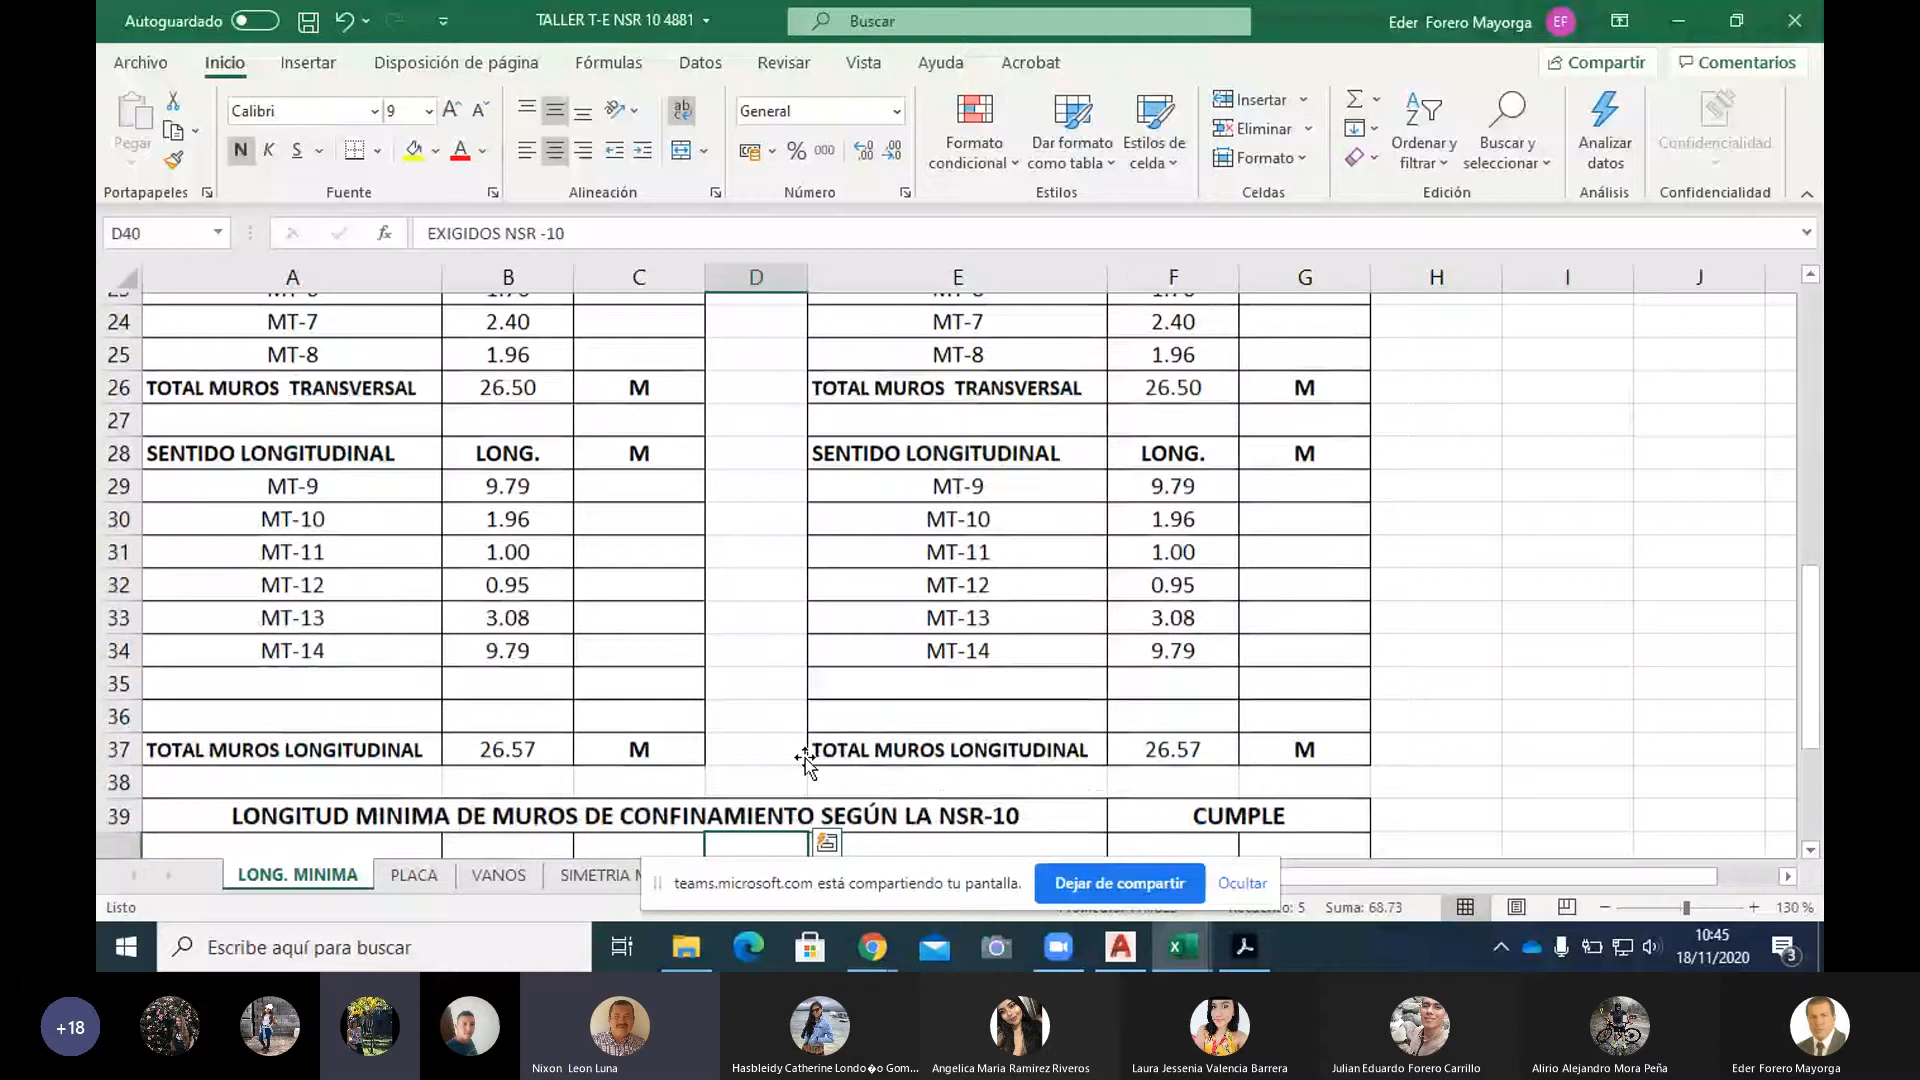 Autoguardado
TALLER T-E NSR 10 4881
Buscar
Eder Forero Mayorga
EF
Archivo Inicio Insertar Disposición de página Fórmulas Datos Revisar Vista Ayuda Acrobat
Compartir
Comentarios
Pegar
Portapapeles
Calibri 9
N K S
Fuente
ab
Alineación
General
% 000
Número
Formato condicional
Dar formato como tabla
Estilos de celda
Estilos
Insertar
Eliminar
Formato
Celdas
Ordenar y filtrar
Buscar y seleccionar
Edición
Analizar datos
Análisis
Confidencialidad
Confidencialidad
D40 fx EXIGIDOS NSR -10
A B C D E F G H I J
24 MT-7 2.40 MT-7 2.40
25 MT-8 1.96 MT-8 1.96
26 TOTAL MUROS TRANSVERSAL 26.50 M TOTAL MUROS TRANSVERSAL 26.50 M
27
28 SENTIDO LONGITUDINAL LONG. M SENTIDO LONGITUDINAL LONG. M
29 MT-9 9.79 MT-9 9.79
30 MT-10 1.96 MT-10 1.96
31 MT-11 1.00 MT-11 1.00
32 MT-12 0.95 MT-12 0.95
33 MT-13 3.08 MT-13 3.08
34 MT-14 9.79 MT-14 9.79
35
36
37 TOTAL MUROS LONGITUDINAL 26.57 M TOTAL MUROS LONGITUDINAL 26.57 M
38
39 LONGITUD MINIMA DE MUROS DE CONFINAMIENTO SEGÚN LA NSR-10 CUMPLE
LONG. MINIMA PLACA VANOS SIMETRIA
teams.microsoft.com está compartiendo tu pantalla. Dejar de compartir Ocultar
Listo
Recuento: 5 Suma: 68.73
130 %
Escribe aquí para buscar
10:45
18/11/2020
3
+18
Nixon Leon Luna
Hasbleidy Catherine Londo�o Gom...
Angelica Maria Ramirez Riveros
Laura Jessenia Valencia Barrera
Julian Eduardo Forero Carrillo
Alirio Alejandro Mora Peña
Eder Forero Mayorga